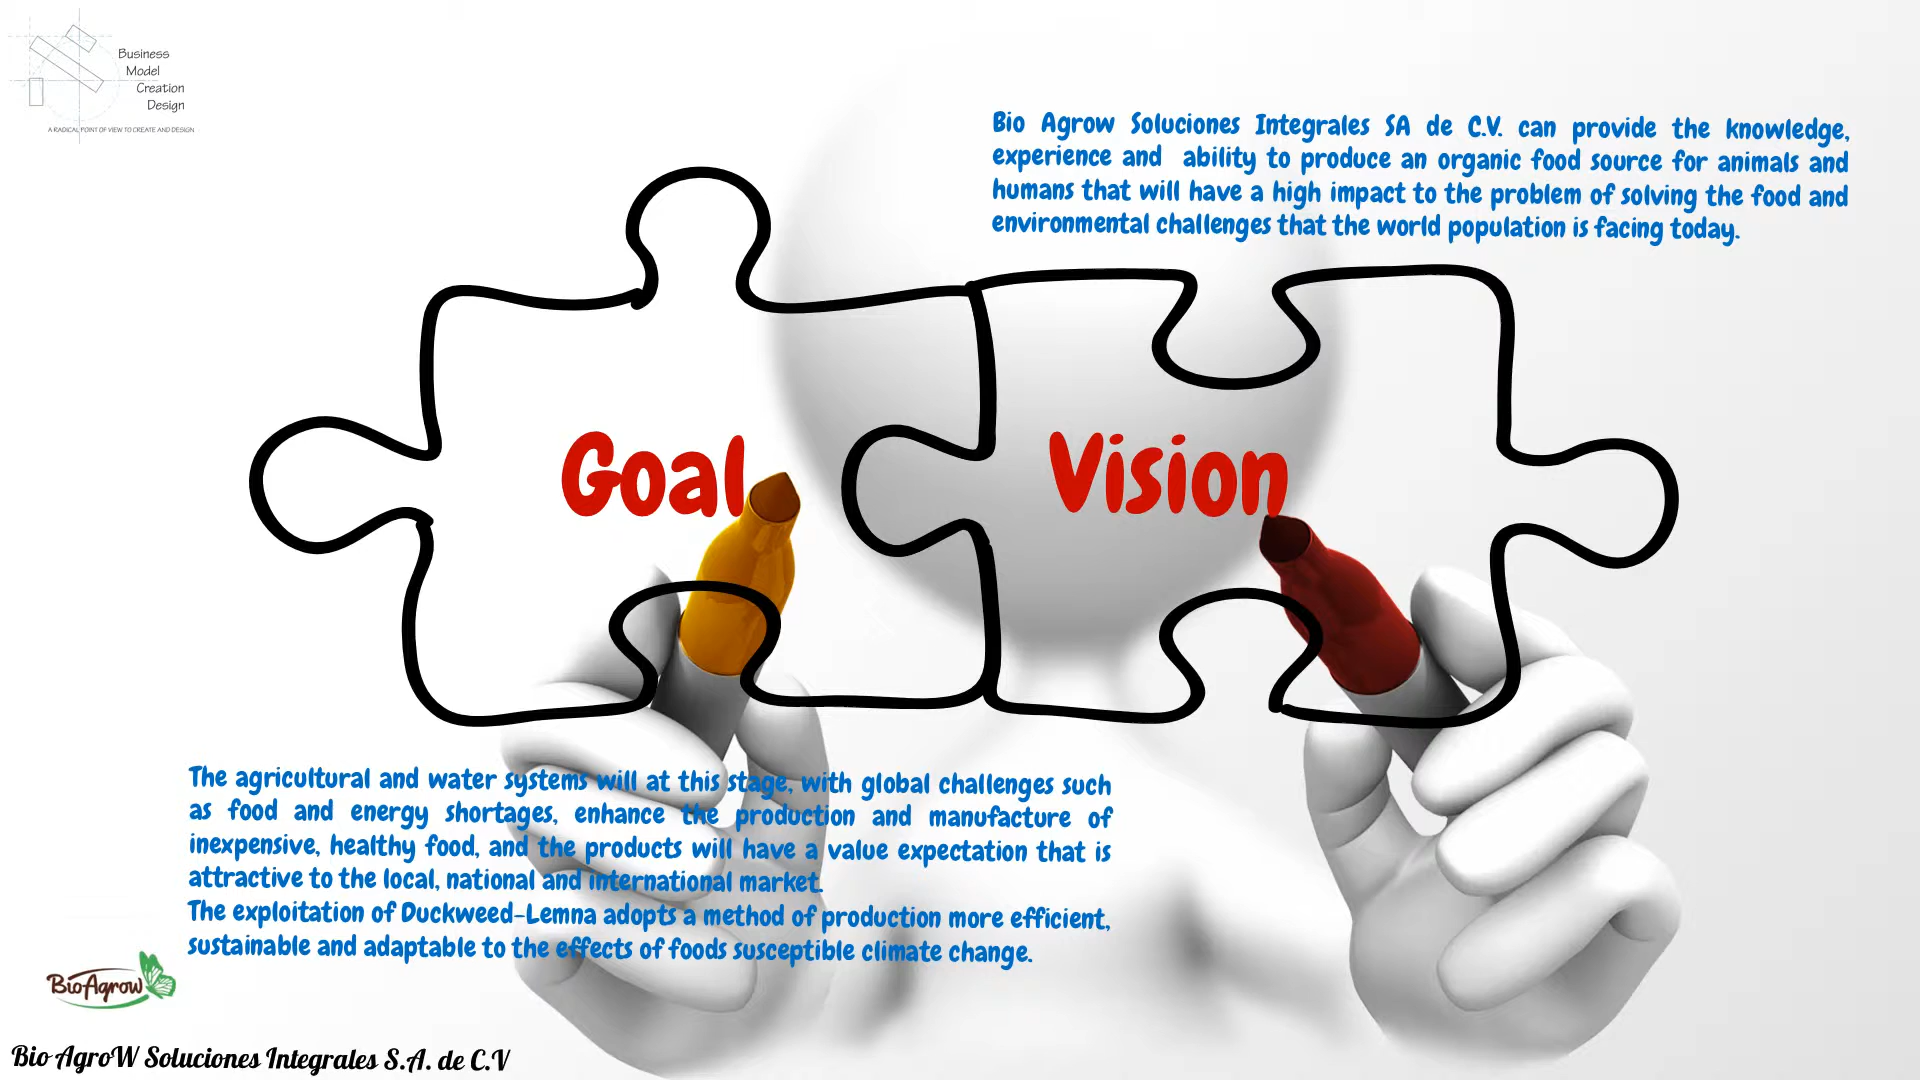 Business
Model
Creation
Design
A RADICAL POINT OF VIEW TO CREATE AND DESIGN
Bio Agrow Soluciones Integrales SA de C.V. can provide the knowledge,
experience and ability to produce an organic food source for animals and
humans that will have a high impact to the problem of solving the food and
environmental challenges that the world population is facing today.
Goal
Vision
The agricultural and water systems will at this stage, with global challenges such
as food and energy shortages, enhance the production and manufacture of
inexpensive, healthy food, and the products will have a value expectation that is
attractive to the local, national and international market.
The exploitation of Duckweed-Lemna adopts a method of production more efficient,
sustainable and adaptable to the effects of foods susceptible climate change.
BioAgrow
Bio AgroW Soluciones Integrales S.A. de C.V